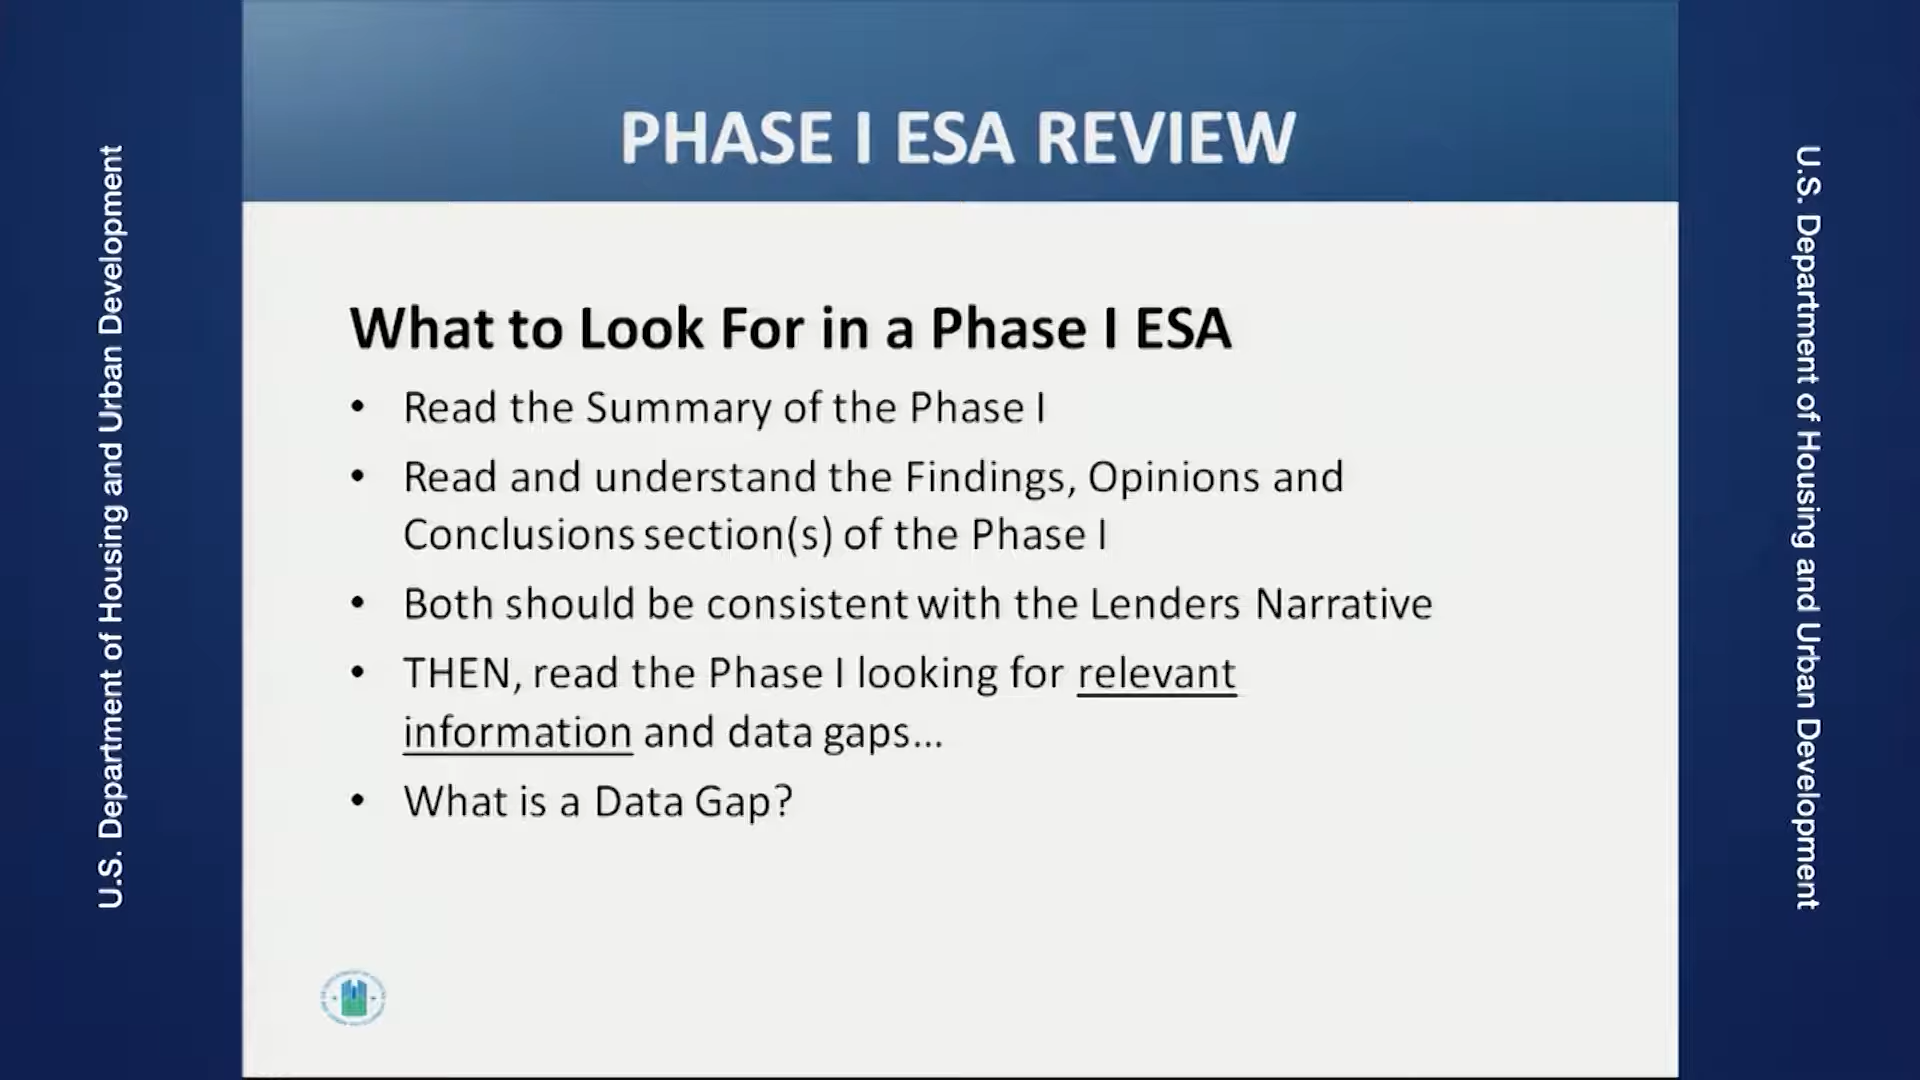 PHASE I ESA REVIEW
What to Look For in a Phase I ESA
• Read the Summary of the Phase I
• Read and understand the Findings, Opinions and
Conclusions section(s) of the Phase I
• Both should be consistent with the Lenders Narrative
• THEN, read the Phase I looking for relevant
information and data gaps...
• What is a Data Gap?
U.S. Department of Housing and Urban Development
U.S. Department of Housing and Urban Development